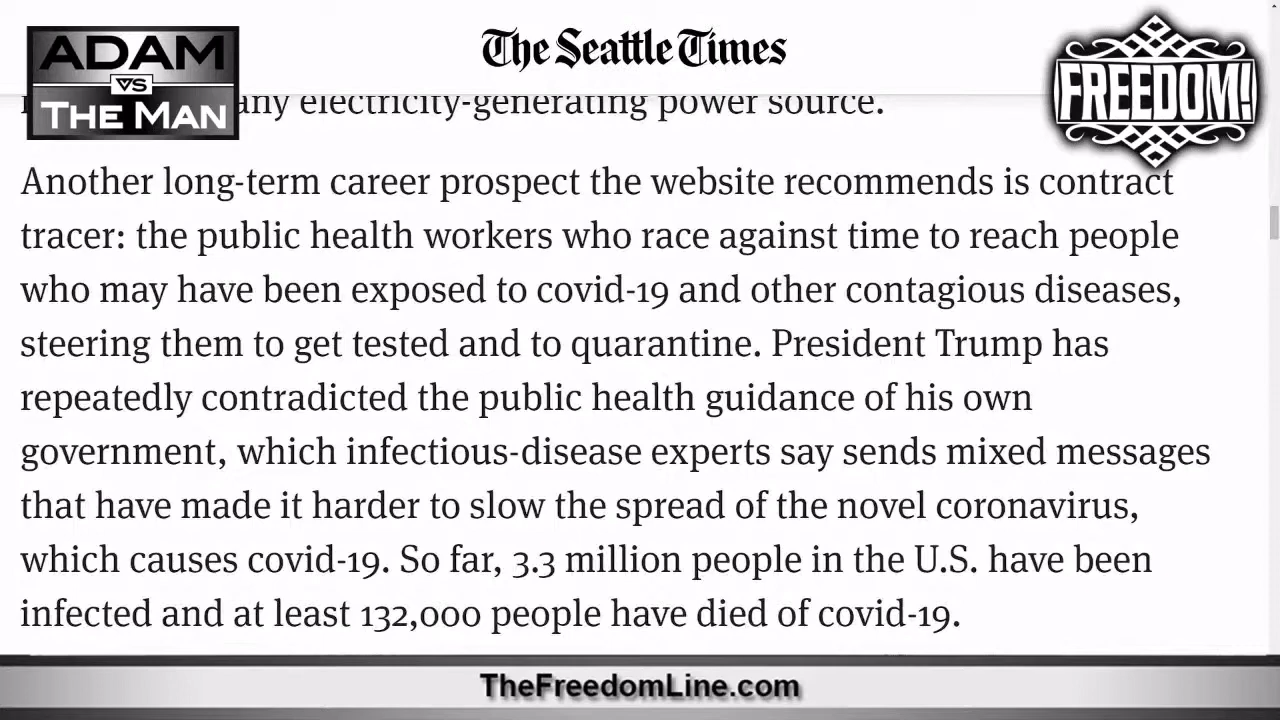 ADAM
VS
THE MAN
The Seattle Times
FREEDOM!
any electricity-generating power source.
Another long-term career prospect the website recommends is contract
tracer: the public health workers who race against time to reach people
who may have been exposed to covid-19 and other contagious diseases,
steering them to get tested and to quarantine. President Trump has
repeatedly contradicted the public health guidance of his own
government, which infectious-disease experts say sends mixed messages
that have made it harder to slow the spread of the novel coronavirus,
which causes covid-19. So far, 3.3 million people in the U.S. have been
infected and at least 132,000 people have died of covid-19.
TheFreedomLine.com